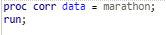 proc corr data = marathon;
run;